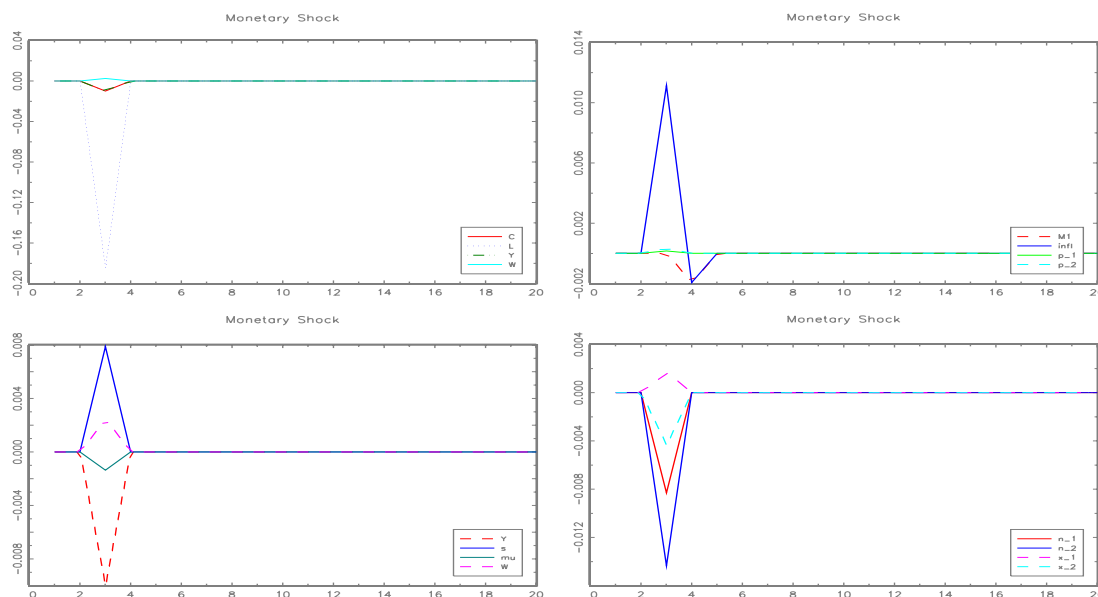 Monetary Shock
0.04
0.00
-0.04
-0.08
-0.12
-0.16
-0.20
C
L
Y
W
0 2 4 6 8 10 12 14 16 18 20
Monetary Shock
0.014
0.010
0.006
0.002
-0.002
M1
infl
p_1
p_2
0 2 4 6 8 10 12 14 16 18 20
Monetary Shock
0.008
0.004
0.000
-0.004
-0.008
Y
s
mu
W
0 2 4 6 8 10 12 14 16 18 20
Monetary Shock
0.004
0.000
-0.004
-0.008
-0.012
n_1
n_2
x_1
x_2
0 2 4 6 8 10 12 14 16 18 20